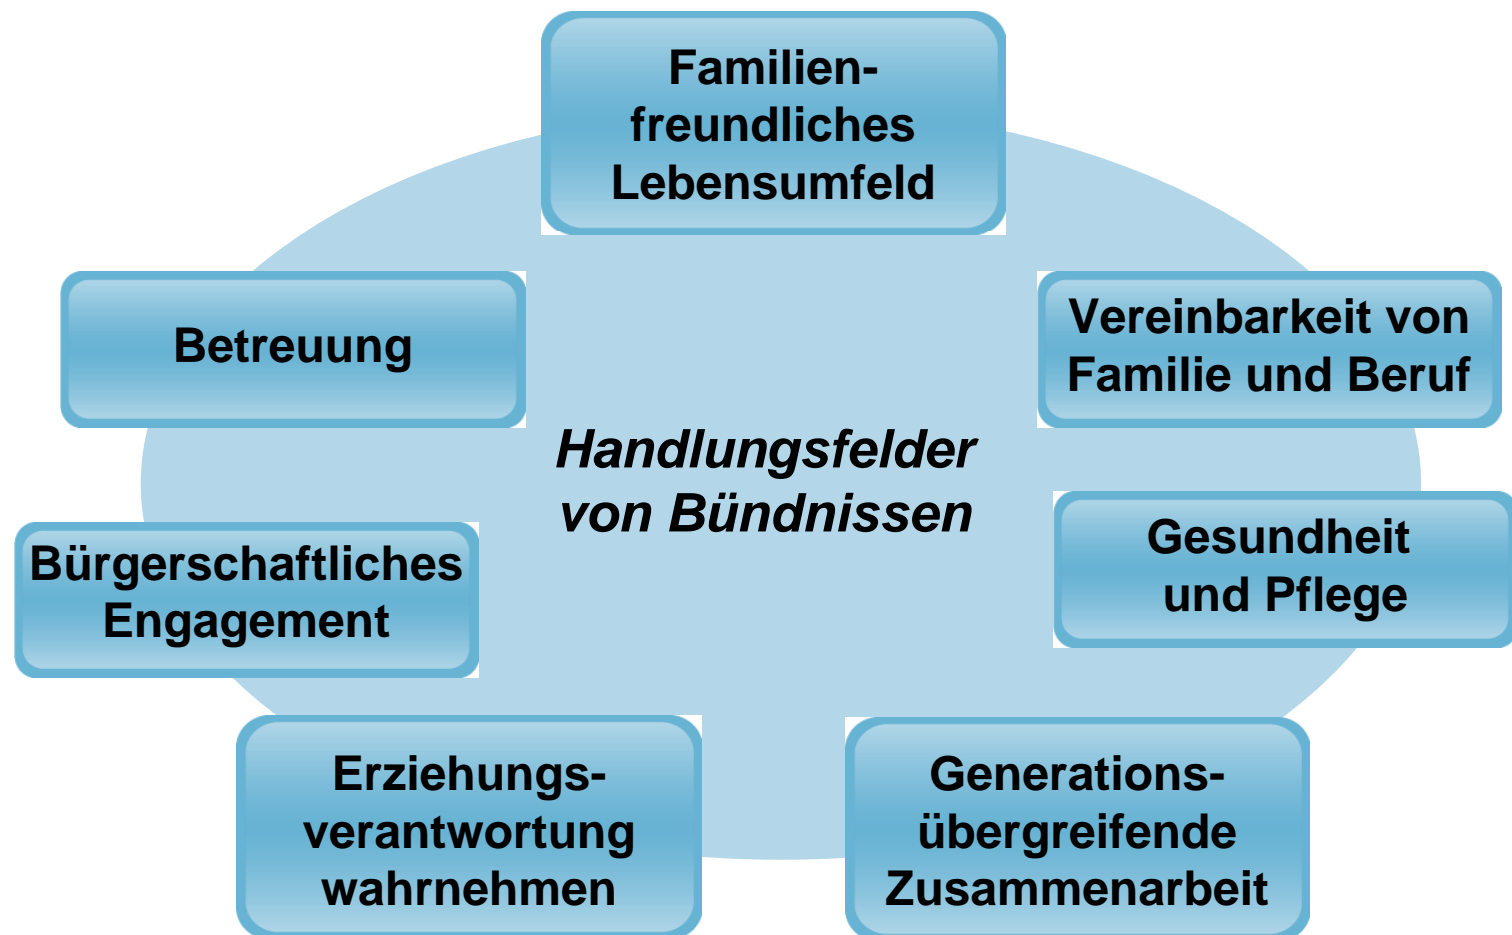 Familien-
freundliches
Lebensumfeld
Betreuung
Vereinbarkeit von
Familie und Beruf
Handlungsfelder
von Bündnissen
Bürgerschaftliches
Engagement
Gesundheit
und Pflege
Erziehungs-
verantwortung
wahrnehmen
Generations-
übergreifende
Zusammenarbeit